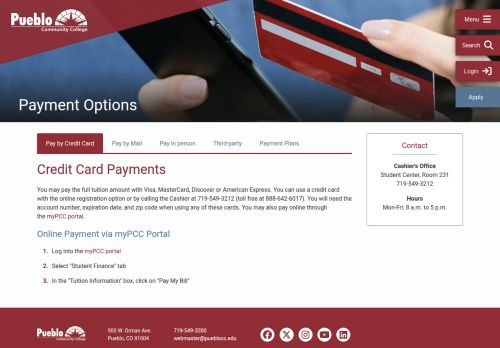 Pueblo
Community College
Menu
Search
Login
Apply
Payment Options
Pay by Credit Card
Pay by Mail
Pay in person
Third-party
Payment Plans
Credit Card Payments
You may pay the full tuition amount with Visa, MasterCard, Discover or American Express. You can use a credit card
with the online registration option or by calling the Cashier at 719-549-3212 (toll free at 888-642-6017). You will need the
account number, expiration date, and zip code when using any of these cards. You may also pay online through
the myPCC portal.
Online Payment via myPCC Portal
1. Log into the myPCC portal
2. Select "Student Finance" tab
3. In the "Tuition Information" box, click on "Pay My Bill"
Contact
Cashier's Office
Student Center, Room 231
719-549-3212
Hours
Mon-Fri: 8 a.m. to 5 p.m.
Pueblo
Community College
900 W. Orman Ave.
Pueblo, CO 81004
719-549-3200
webmaster@pueblocc.edu